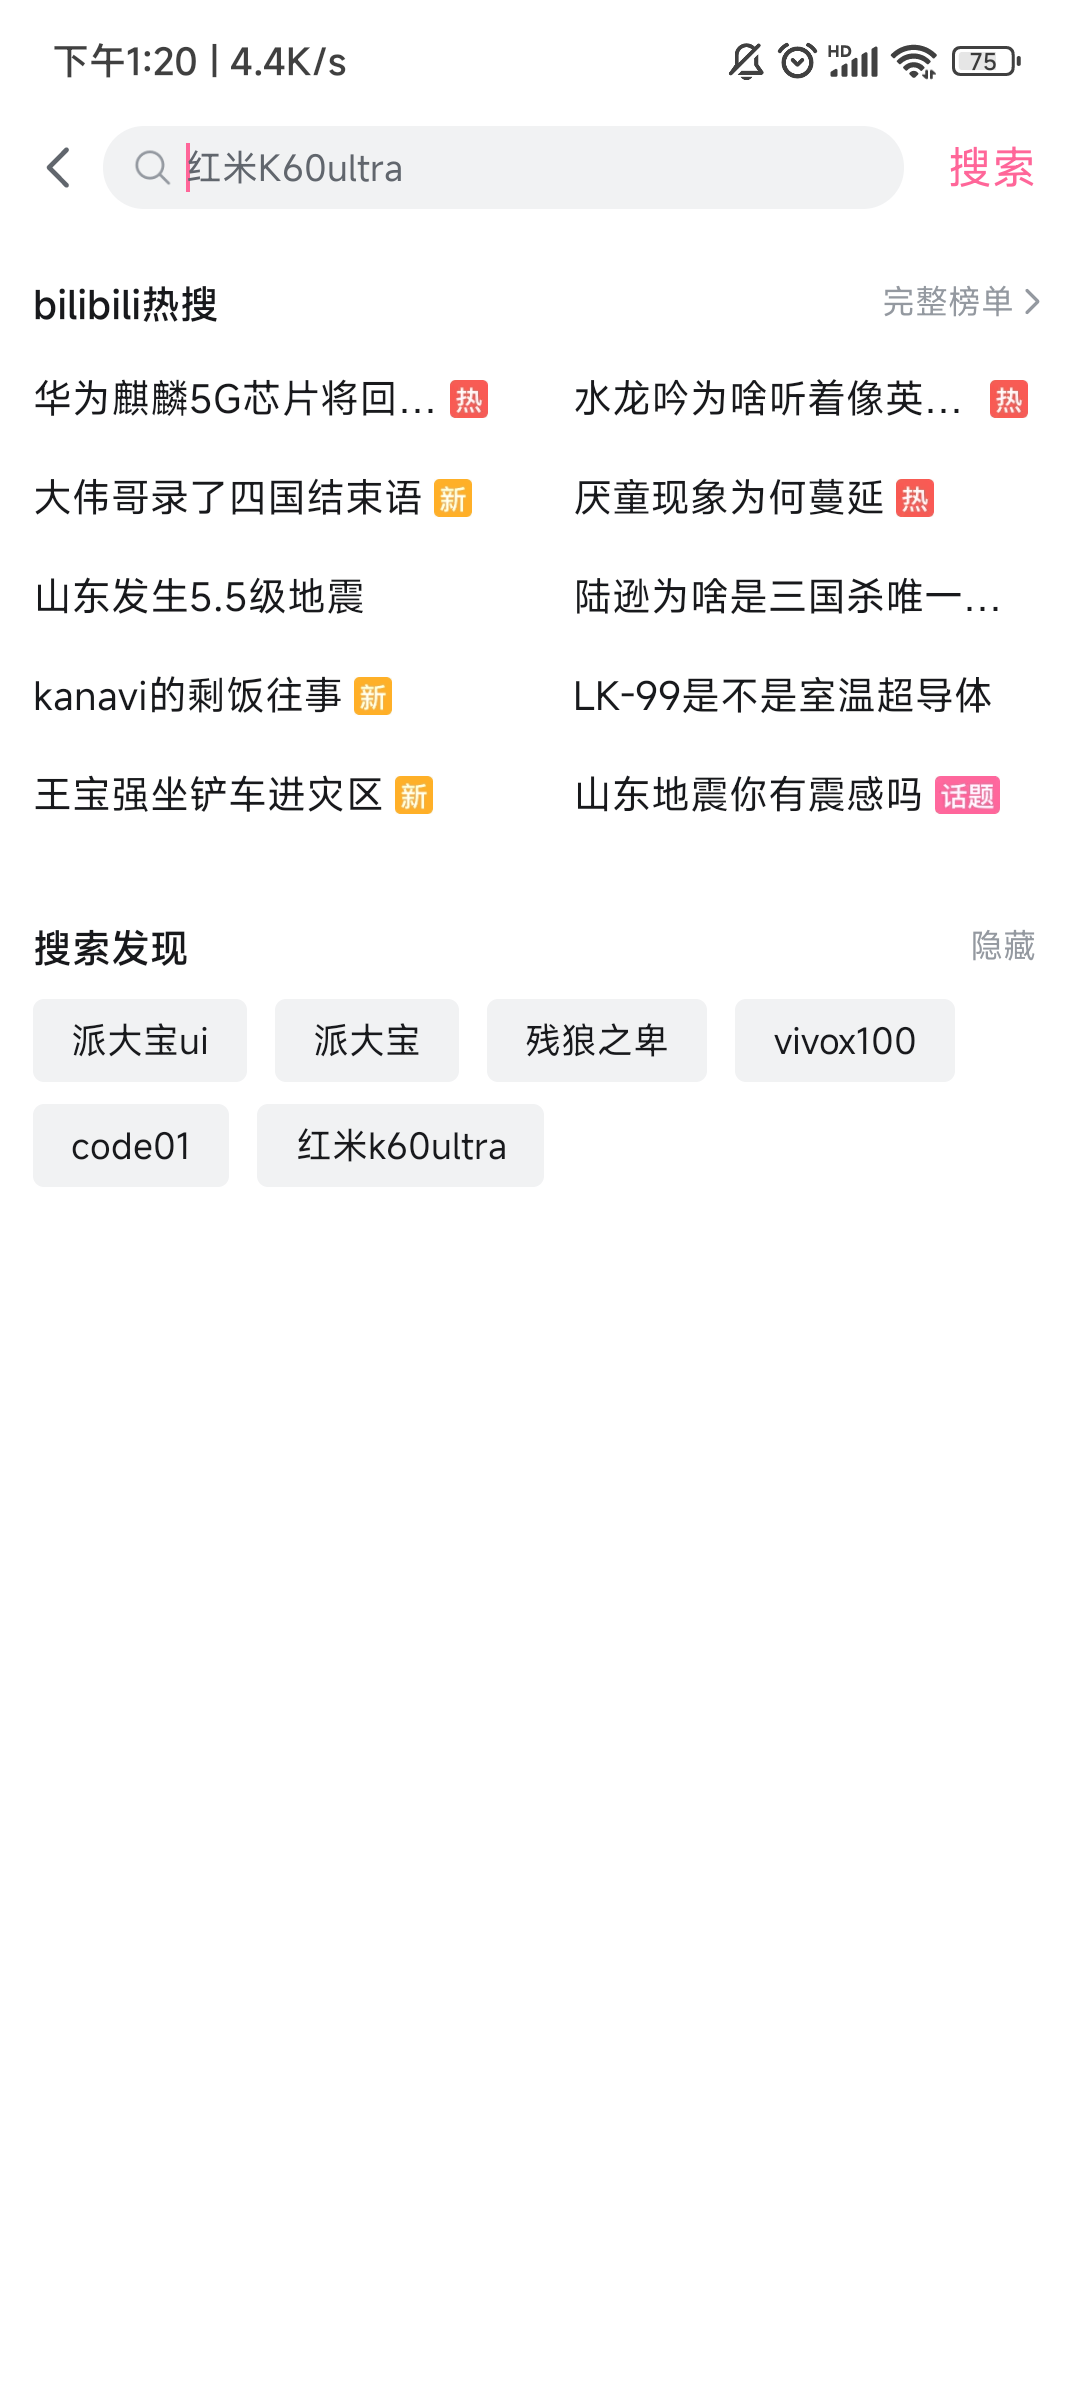 下午1:20 | 4.4K/s HD 75
红米K60ultra 搜索
bilibili热搜 完整榜单
华为麒麟5G芯片将回... 热 水龙吟为啥听着像英... 热
大伟哥录了四国结束语 新 厌童现象为何蔓延 热
山东发生5.5级地震 陆逊为啥是三国杀唯一...
kanavi的剩饭往事 新 LK-99是不是室温超导体
王宝强坐铲车进灾区 新 山东地震你有震感吗 话题
搜索发现 隐藏
派大宝ui 派大宝 残狼之卑 vivox100
code01 红米k60ultra